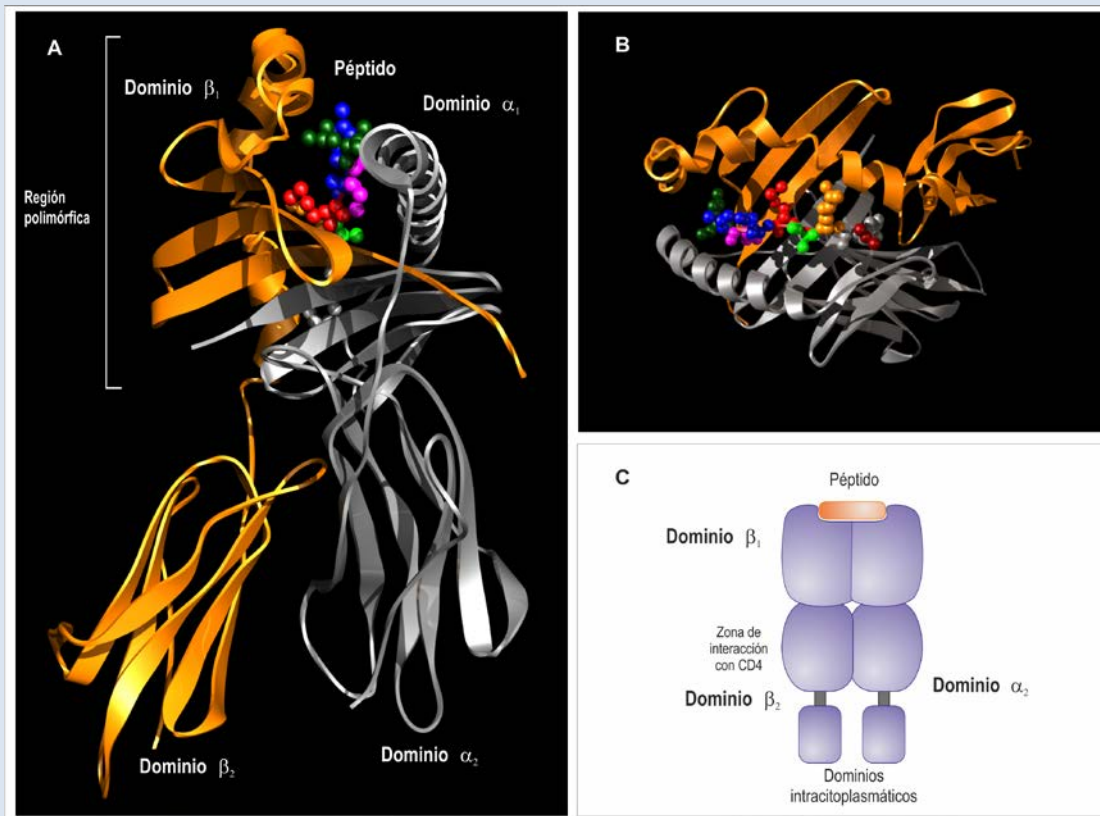 A
Dominio β₁
Péptido
Dominio α₁
Región
polimórfica
Dominio β₂
Dominio α₂
B
C
Péptido
Dominio β₁
Zona de
interacción
con CD4
Dominio β₂
Dominio α₂
Dominios
intracitoplasmáticos